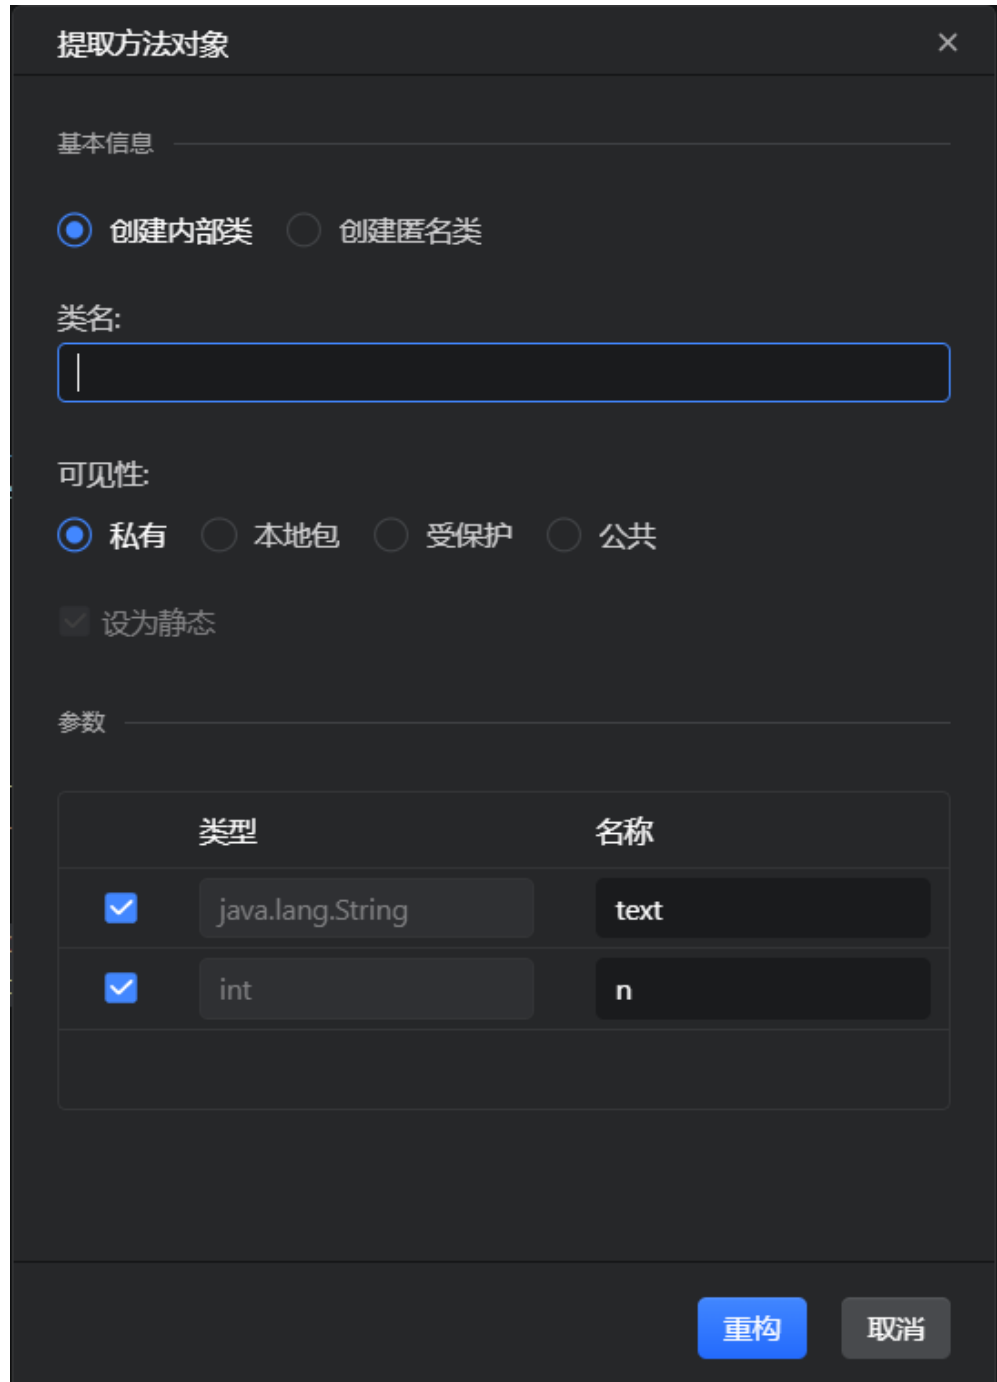 提取方法对象
基本信息
创建内部类 创建匿名类
类名:
可见性:
私有 本地包 受保护 公共
设为静态
参数
类型 名称
java.lang.String text
int n
重构 取消